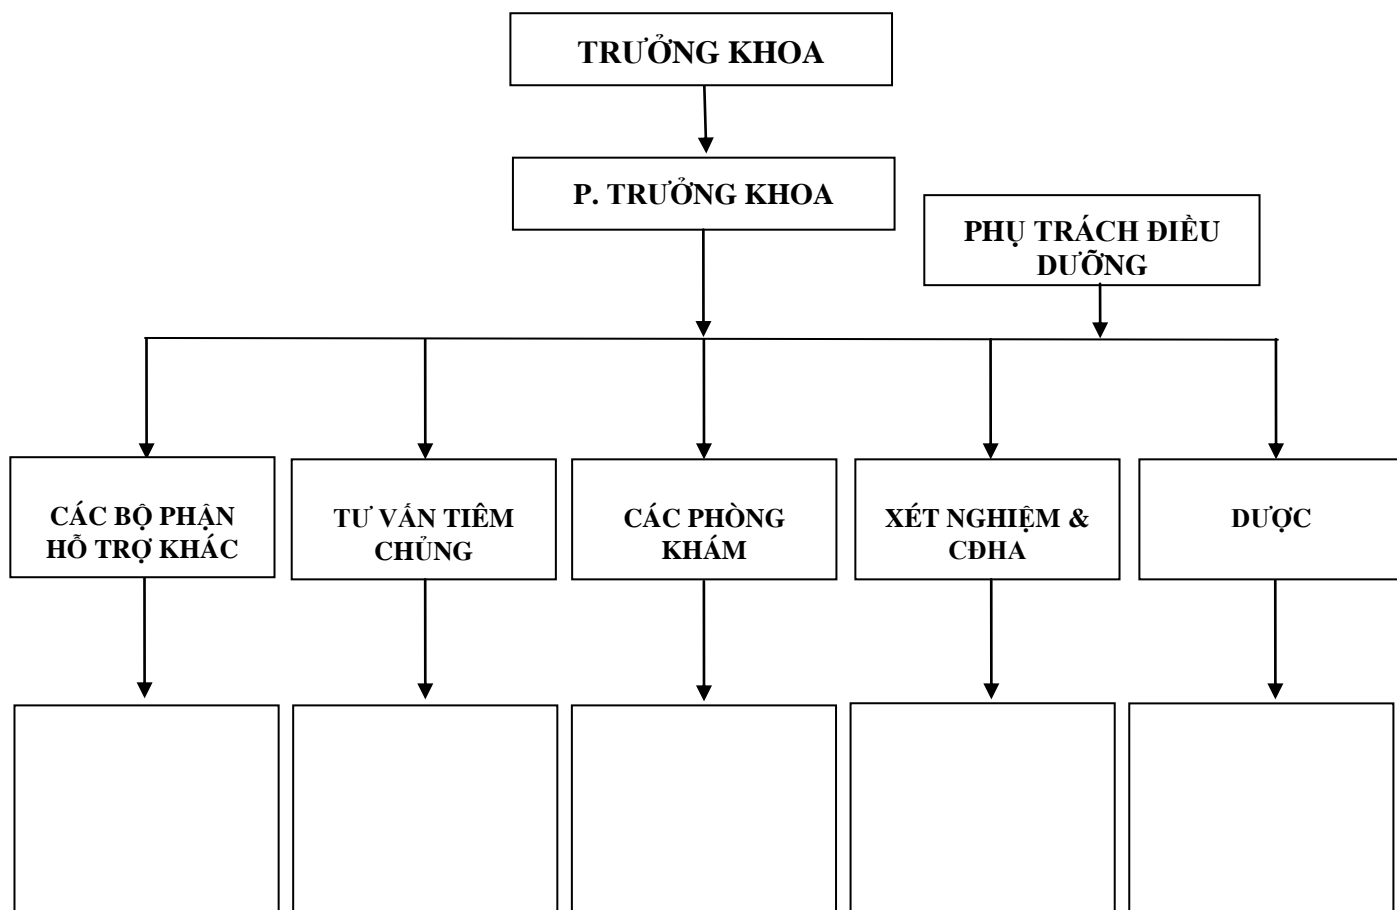 TRƯỞNG KHOA
P. TRƯỞNG KHOA
PHỤ TRÁCH ĐIỀU
DƯỠNG
CÁC BỘ PHẬN
HỖ TRỢ KHÁC
TƯ VẤN TIÊM
CHỦNG
CÁC PHÒNG
KHÁM
XÉT NGHIỆM &
CĐHA
DƯỢC